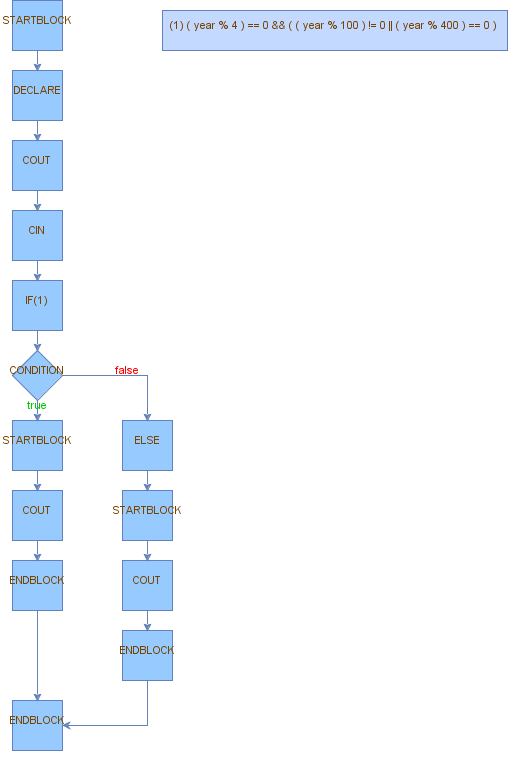 STARTBLOCK
(1) ( year % 4 ) == 0 && ( ( year % 100 ) != 0 || ( year % 400 ) == 0 )
DECLARE
COUT
CIN
IF(1)
CONDITION
false
true
STARTBLOCK
ELSE
COUT
STARTBLOCK
ENDBLOCK
COUT
ENDBLOCK
ENDBLOCK